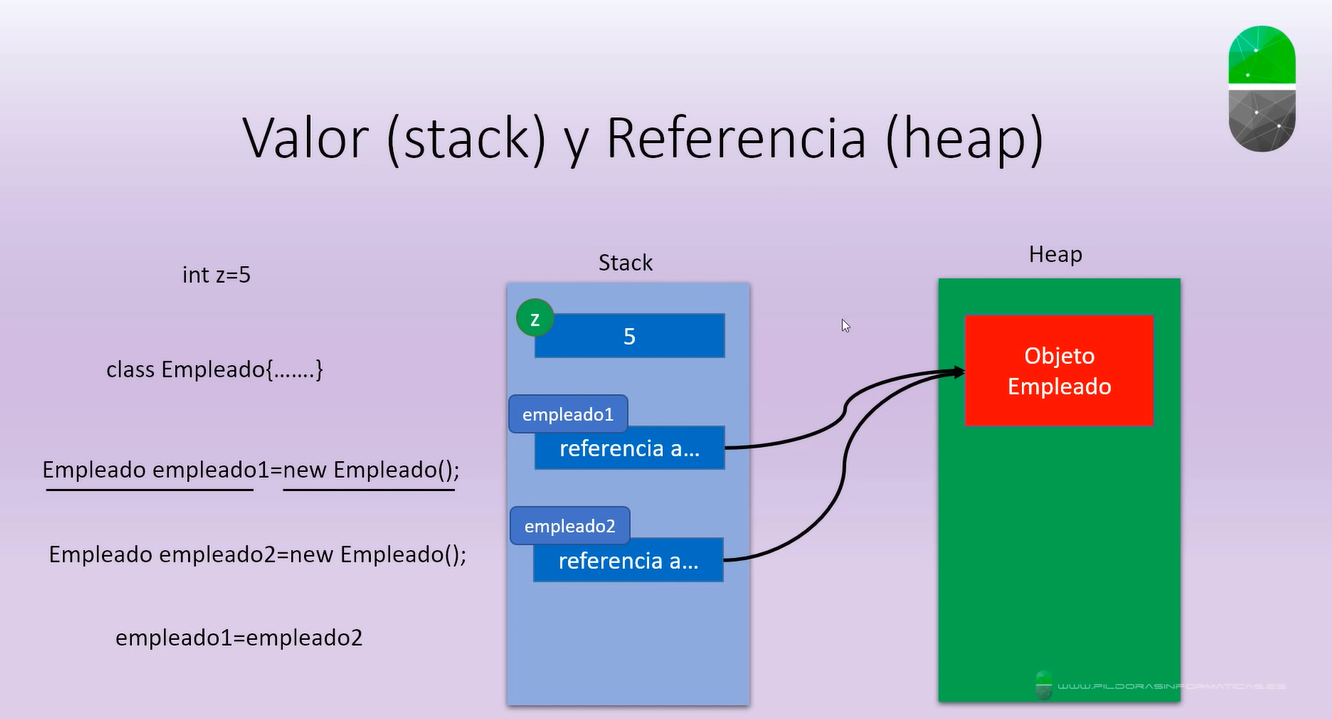 Valor (stack) y Referencia (heap)
int z=5
class Empleado{.......}
Empleado empleado1=new Empleado();
Empleado empleado2=new Empleado();
empleado1=empleado2
Stack
z
5
empleado1
referencia a...
empleado2
referencia a...
Heap
Objeto
Empleado
WWW.PILDORASINFORMATICAS.ES